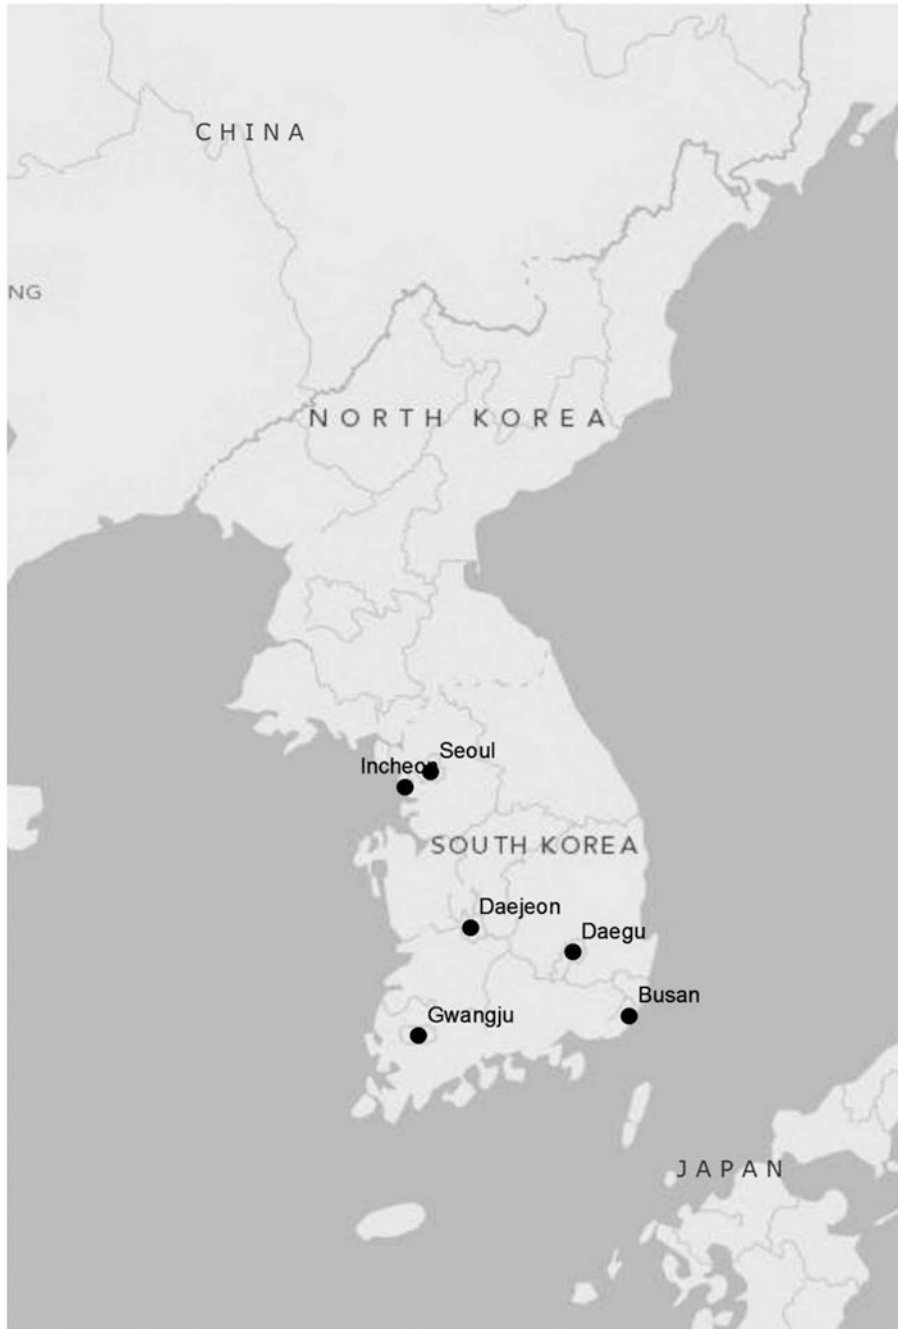 CHINA
NG
NORTH KOREA
Seoul
Incheon
SOUTH KOREA
Daejeon
Daegu
Busan
Gwangju
JAPAN